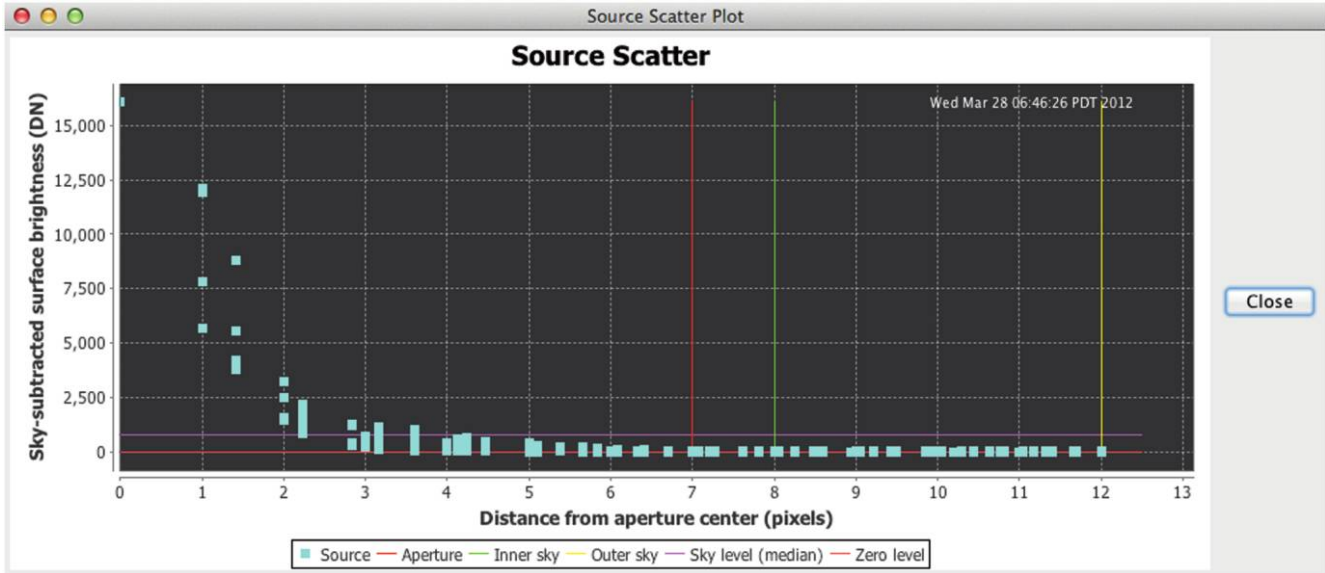 Source Scatter Plot
Source Scatter
Wed Mar 28 06:46:26 PDT 2012
Sky-subtracted surface brightness (DN)
15,000
12,500
10,000
7,500
5,000
2,500
0
0 1 2 3 4 5 6 7 8 9 10 11 12 13
Distance from aperture center (pixels)
Source Aperture Inner sky Outer sky Sky level (median) Zero level
Close